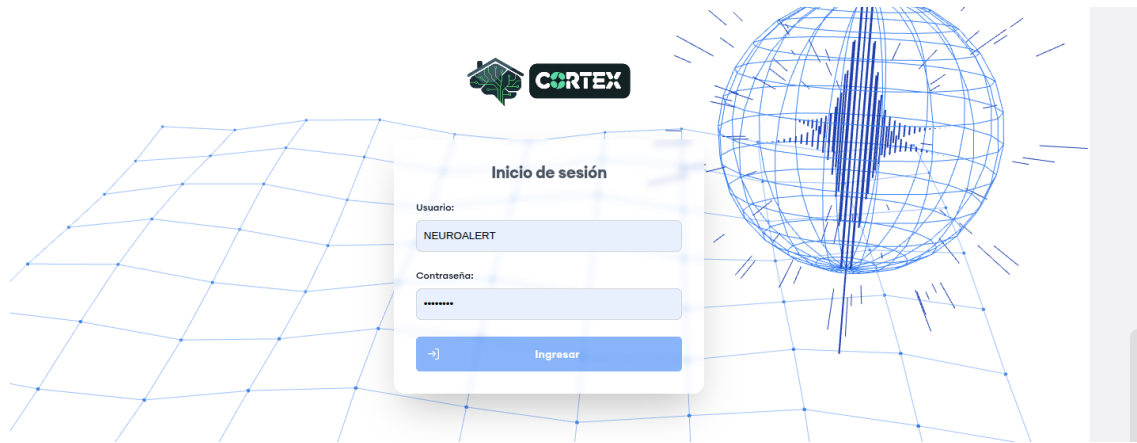 CORTEX
Inicio de sesión
Usuario:
NEUROALERT
Contraseña:
••••••••
Ingresar